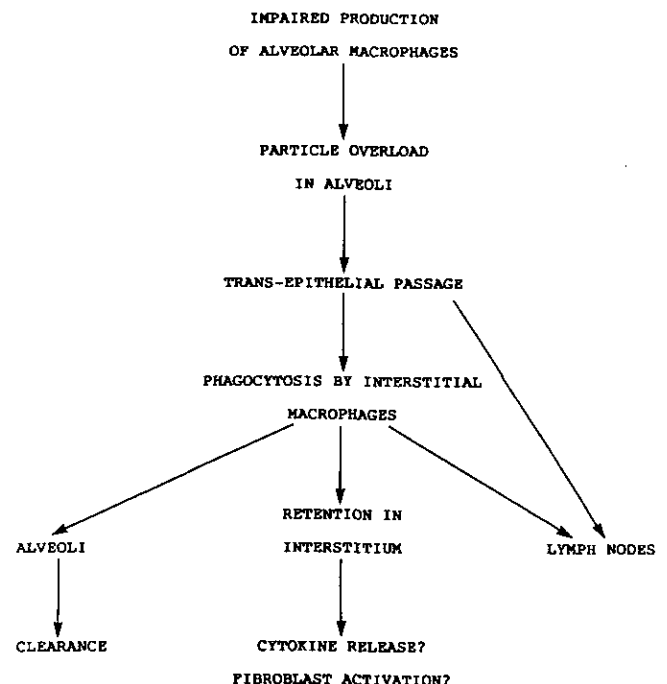 IMPAIRED PRODUCTION
OF ALVEOLAR MACROPHAGES
PARTICLE OVERLOAD
IN ALVEOLI
TRANS-EPITHELIAL PASSAGE
PHAGOCYTOSIS BY INTERSTITIAL
MACROPHAGES
RETENTION IN
ALVEOLI
INTERSTITIUM
LYMPH NODES
CLEARANCE
CYTOKINE RELEASE?
FIBROBLAST ACTIVATION?